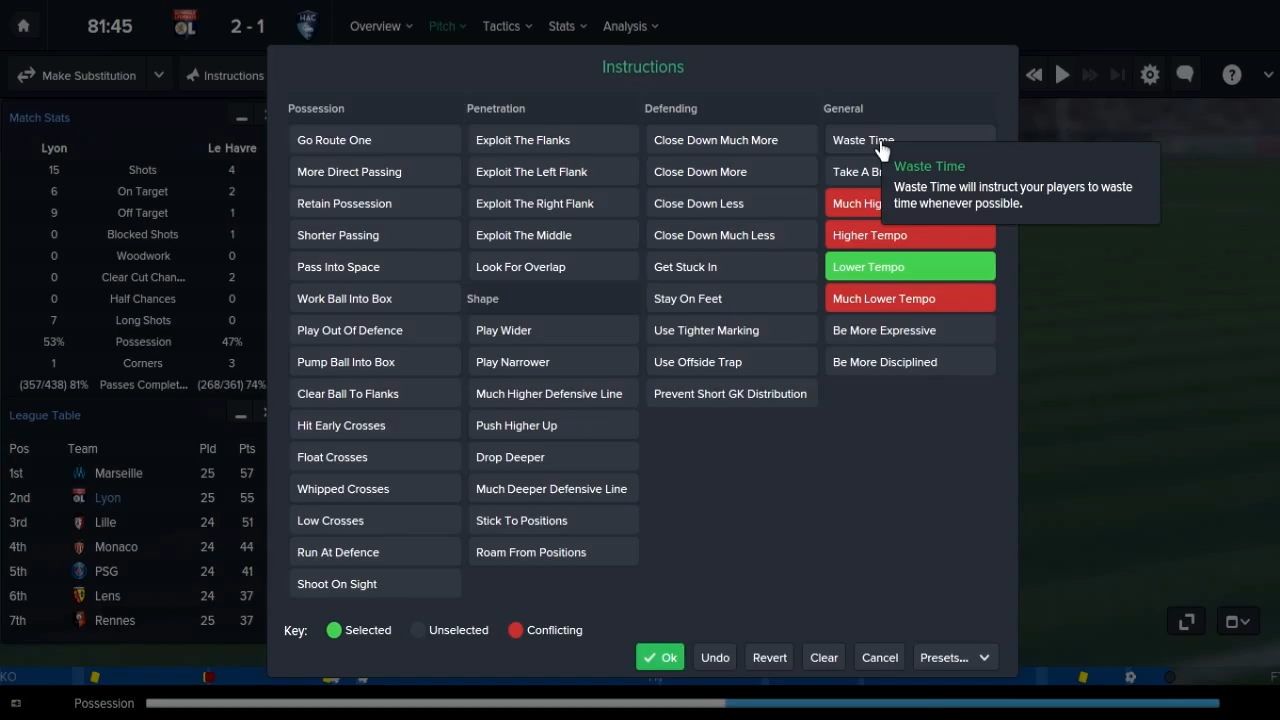 81:45
2 - 1
HAC
Overview
Pitch
Tactics
Stats
Analysis
Make Substitution
Instructions
Match Stats
Lyon
Le Havre
15 Shots 4
6 On Target 2
9 Off Target 1
0 Blocked Shots 1
0 Woodwork 0
0 Clear Cut Chan... 2
0 Half Chances 0
7 Long Shots 0
53% Possession 47%
1 Corners 3
(357/438) 81% Passes Complet... (268/361) 74%
League Table
Pos Team Pld Pts
1st Marseille 25 57
2nd Lyon 25 55
3rd Lille 24 51
4th Monaco 24 44
5th PSG 24 41
6th Lens 24 37
7th Rennes 25 37
Instructions
Possession
Go Route One
More Direct Passing
Retain Possession
Shorter Passing
Pass Into Space
Work Ball Into Box
Play Out Of Defence
Pump Ball Into Box
Clear Ball To Flanks
Hit Early Crosses
Float Crosses
Whipped Crosses
Low Crosses
Run At Defence
Shoot On Sight
Penetration
Exploit The Flanks
Exploit The Left Flank
Exploit The Right Flank
Exploit The Middle
Look For Overlap
Shape
Play Wider
Play Narrower
Much Higher Defensive Line
Push Higher Up
Drop Deeper
Much Deeper Defensive Line
Stick To Positions
Roam From Positions
Defending
Close Down Much More
Close Down More
Close Down Less
Close Down Much Less
Get Stuck In
Stay On Feet
Use Tighter Marking
Use Offside Trap
Prevent Short GK Distribution
General
Waste Time
Take A Br
Much Hig
Higher Tempo
Lower Tempo
Much Lower Tempo
Be More Expressive
Be More Disciplined
Waste Time
Waste Time will instruct your players to waste
time whenever possible.
Key: Selected Unselected Conflicting
Ok
Undo
Revert
Clear
Cancel
Presets...
KO
Possession